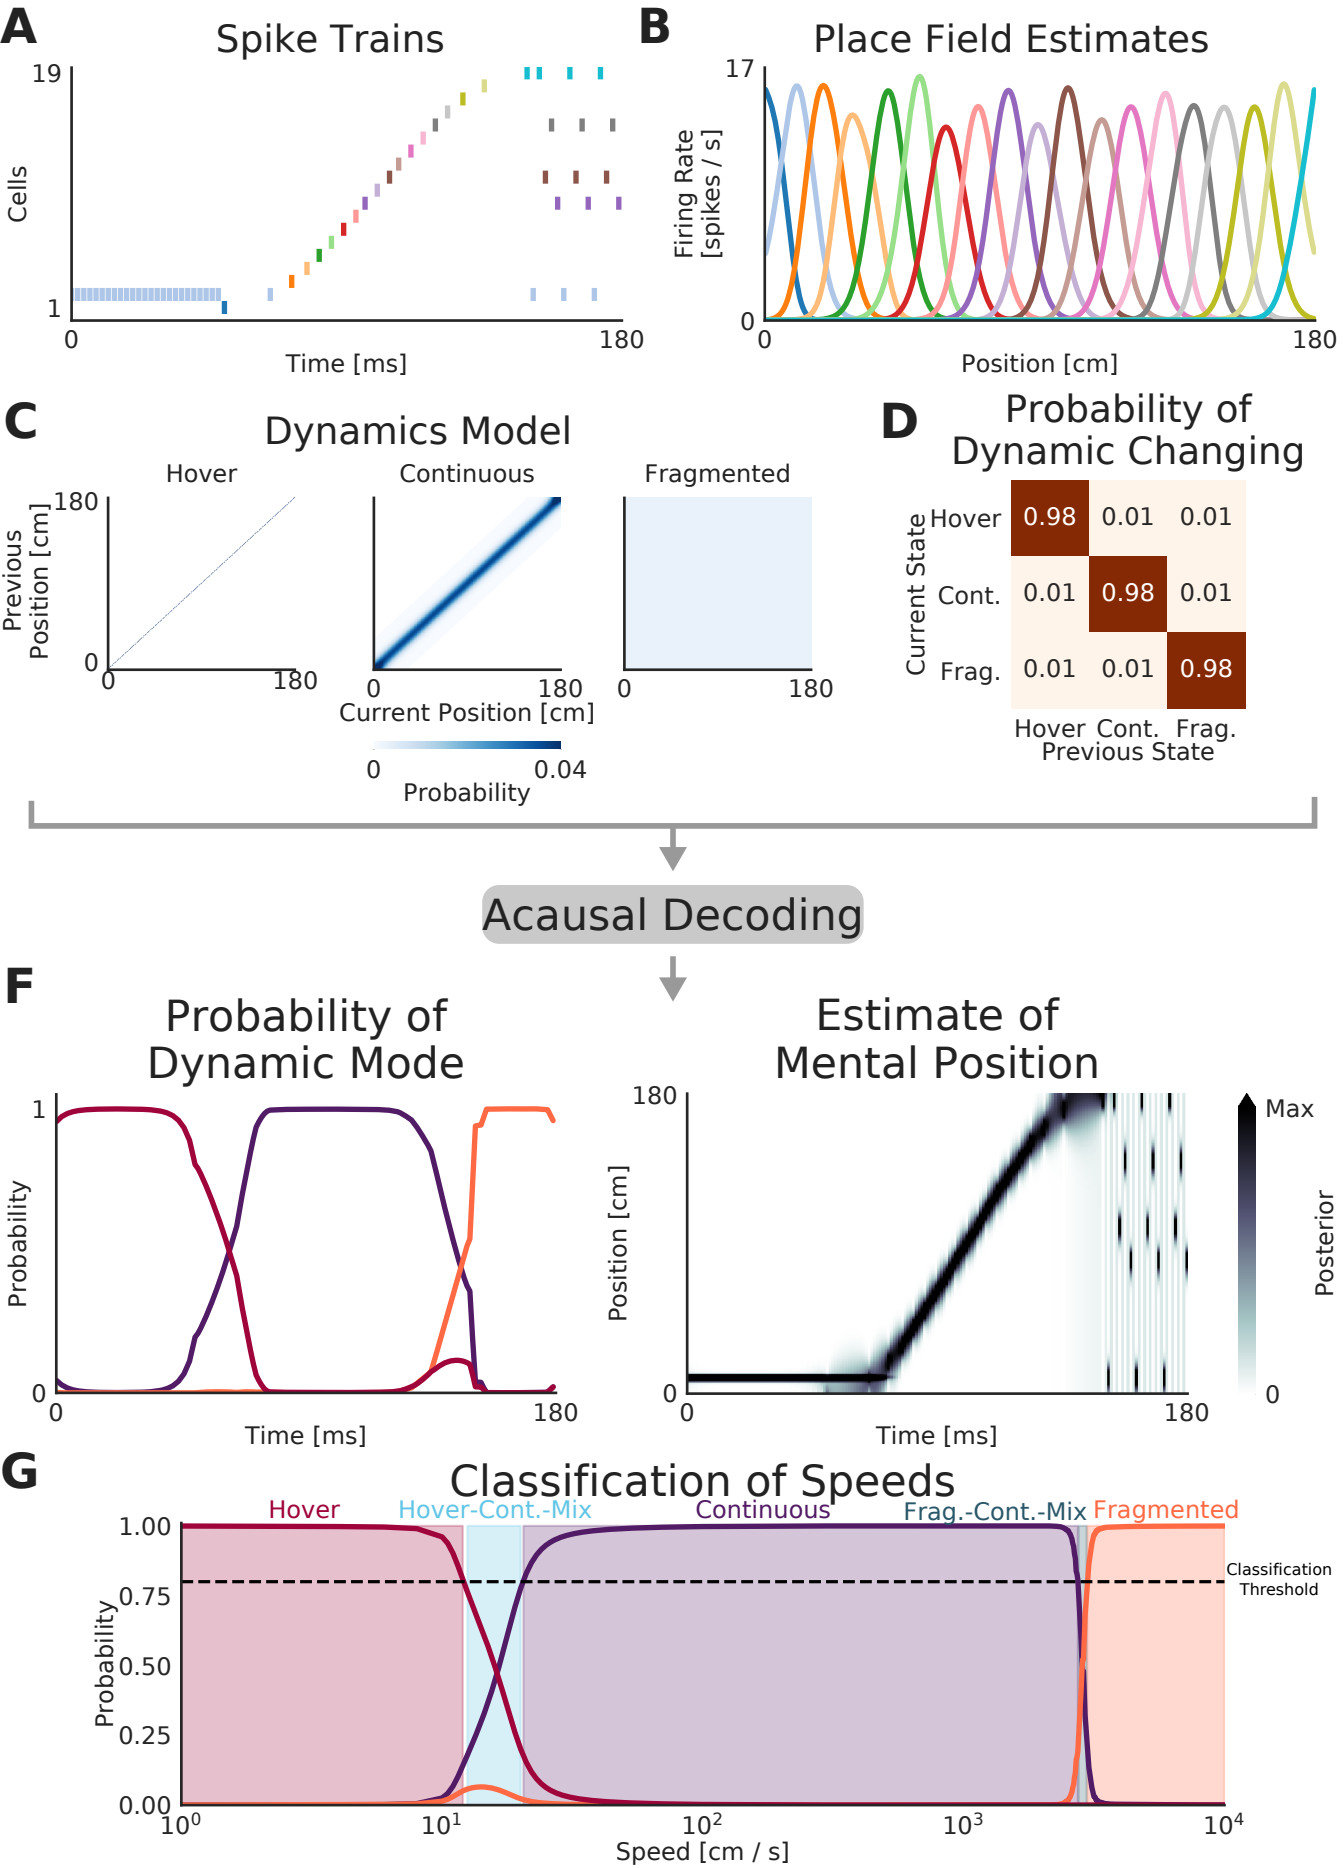 A
Spike Trains
19
Cells
1
0
180
Time [ms]
B
Place Field Estimates
17
Firing Rate
[spikes / s]
0
0
180
Position [cm]
C
Dynamics Model
Hover
Continuous
Fragmented
180
Previous
Position [cm]
0
0
180
0
180
0
180
Current Position [cm]
0
0.04
Probability
D
Probability of
Dynamic Changing
Current State
Hover
0.98
0.01
0.01
Cont.
0.01
0.98
0.01
Frag.
0.01
0.01
0.98
Hover
Cont.
Frag.
Previous State
Acausal Decoding
F
Probability of
Dynamic Mode
1
Probability
0
0
180
Time [ms]
Estimate of
Mental Position
180
Position [cm]
0
0
180
Time [ms]
Max
Posterior
0
G
Classification of Speeds
Hover
Hover-Cont.-Mix
Continuous
Frag.-Cont.-Mix
Fragmented
1.00
0.75
0.50
0.25
0.00
Probability
Classification
Threshold
10⁰
10¹
10²
10³
10⁴
Speed [cm / s]